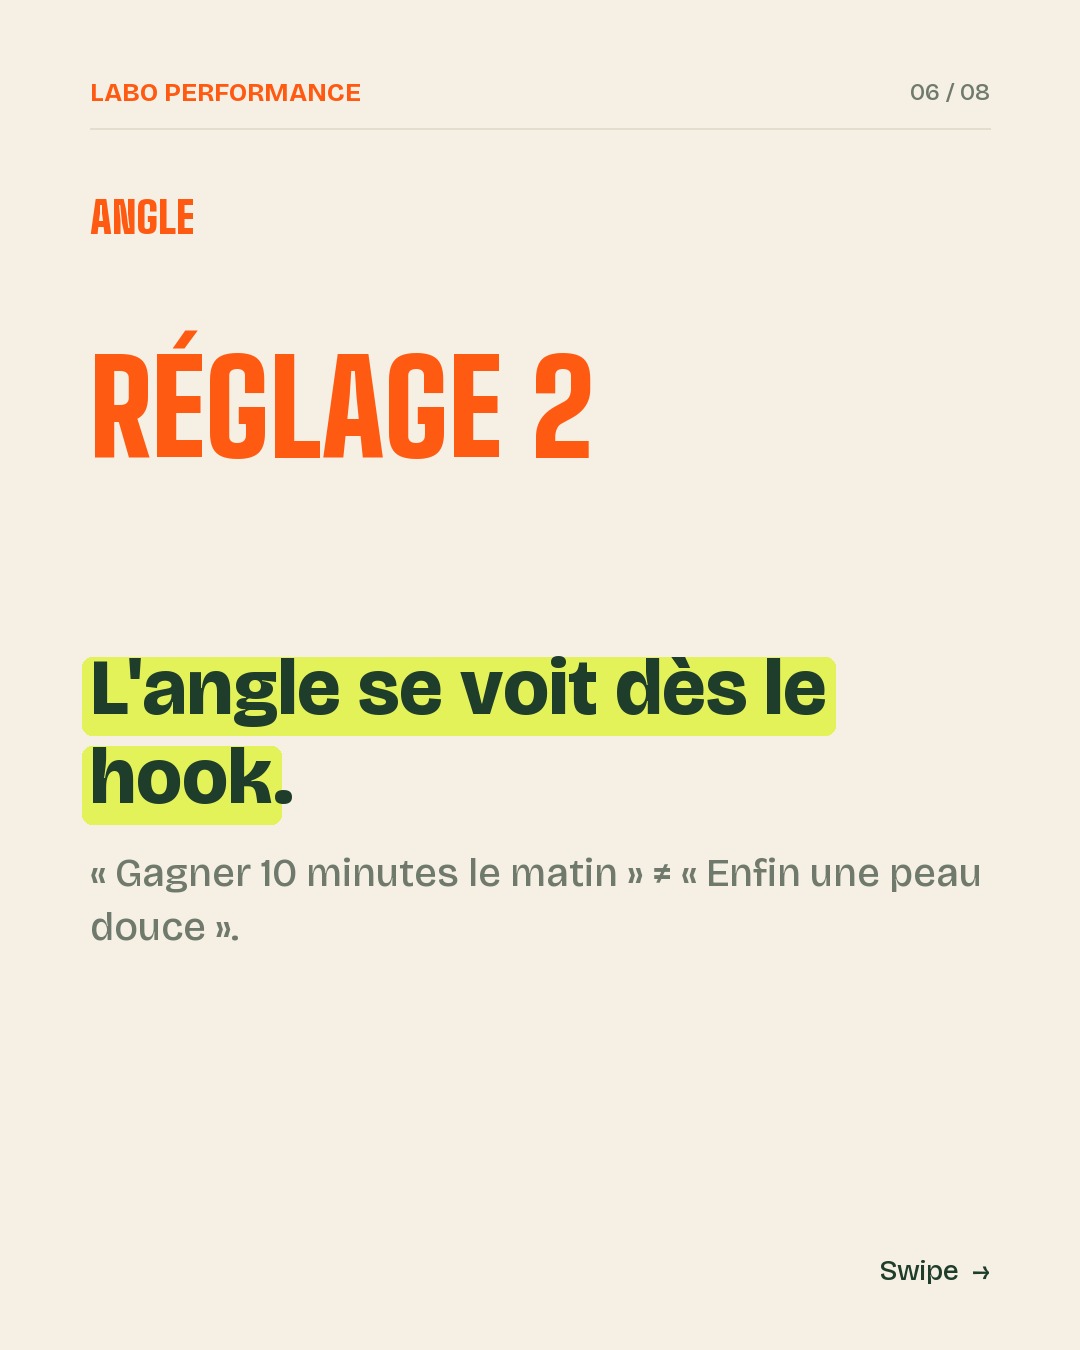 LABO PERFORMANCE
06 / 08
ANGLE
RÉGLAGE 2
L'angle se voit dès le
hook.
« Gagner 10 minutes le matin » ≠ « Enfin une peau
douce ».
Swipe →